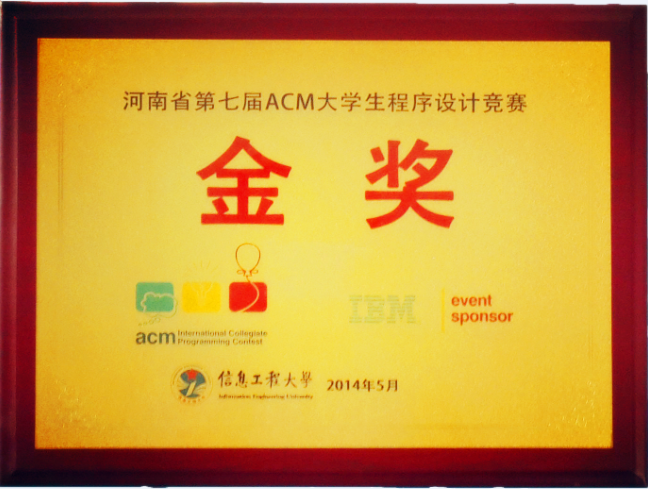 河南省第七届ACM大学生程序设计竞赛
金 奖
acm International Collegiate
Programming Contest
IBM event
sponsor
信息工程大學 2014年5月
Information Engineering University